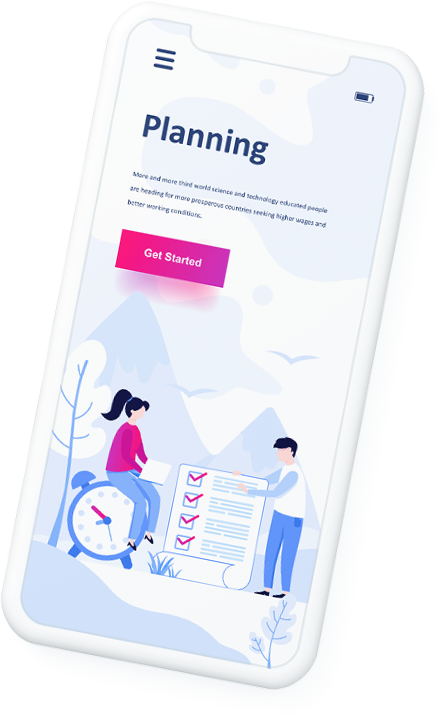 Planning
More and more third world science and technology educated people
are heading for more prosperous countries seeking higher wages and
better working conditions.
Get Started